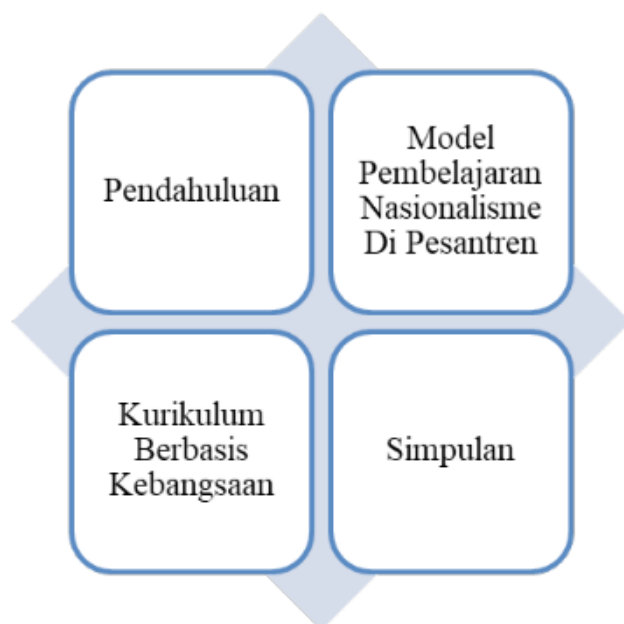 Pendahuluan
Model
Pembelajaran
Nasionalisme
Di Pesantren
Kurikulum
Berbasis
Kebangsaan
Simpulan